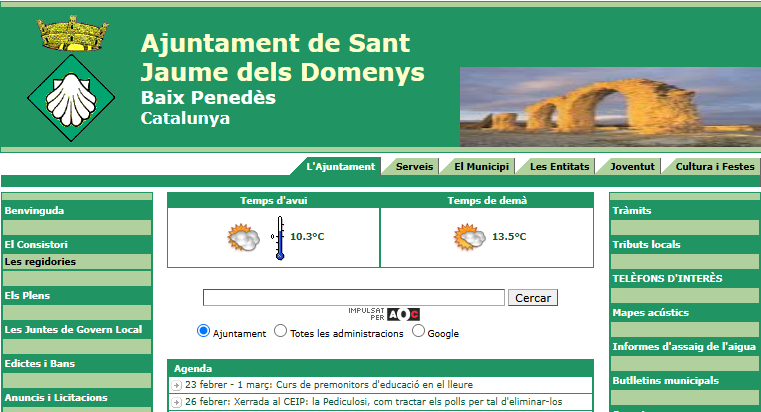 Ajuntament de Sant
Jaume dels Domenys
Baix Penedès
Catalunya
L'Ajuntament
Serveis
El Municipi
Les Entitats
Joventut
Cultura i Festes
Benvinguda
El Consistori
Les regidories
Els Plens
Les Juntes de Govern Local
Edictes i Bans
Anuncis i Licitacions
Temps d'avui
Temps de demà
0
10.3°C
13.5°C
Cercar
IMPULSAT
PER AOC
Ajuntament
Totes les administracions
Google
Agenda
23 febrer - 1 març: Curs de premonitors d'educació en el lleure
26 febrer: Xerrada al CEIP: la Pediculosi, com tractar els polls per tal d'eliminar-los
Tràmits
Tributs locals
TELÈFONS D'INTERÈS
Mapes acústics
Informes d'assaig de l'aigua
Butlletins municipals